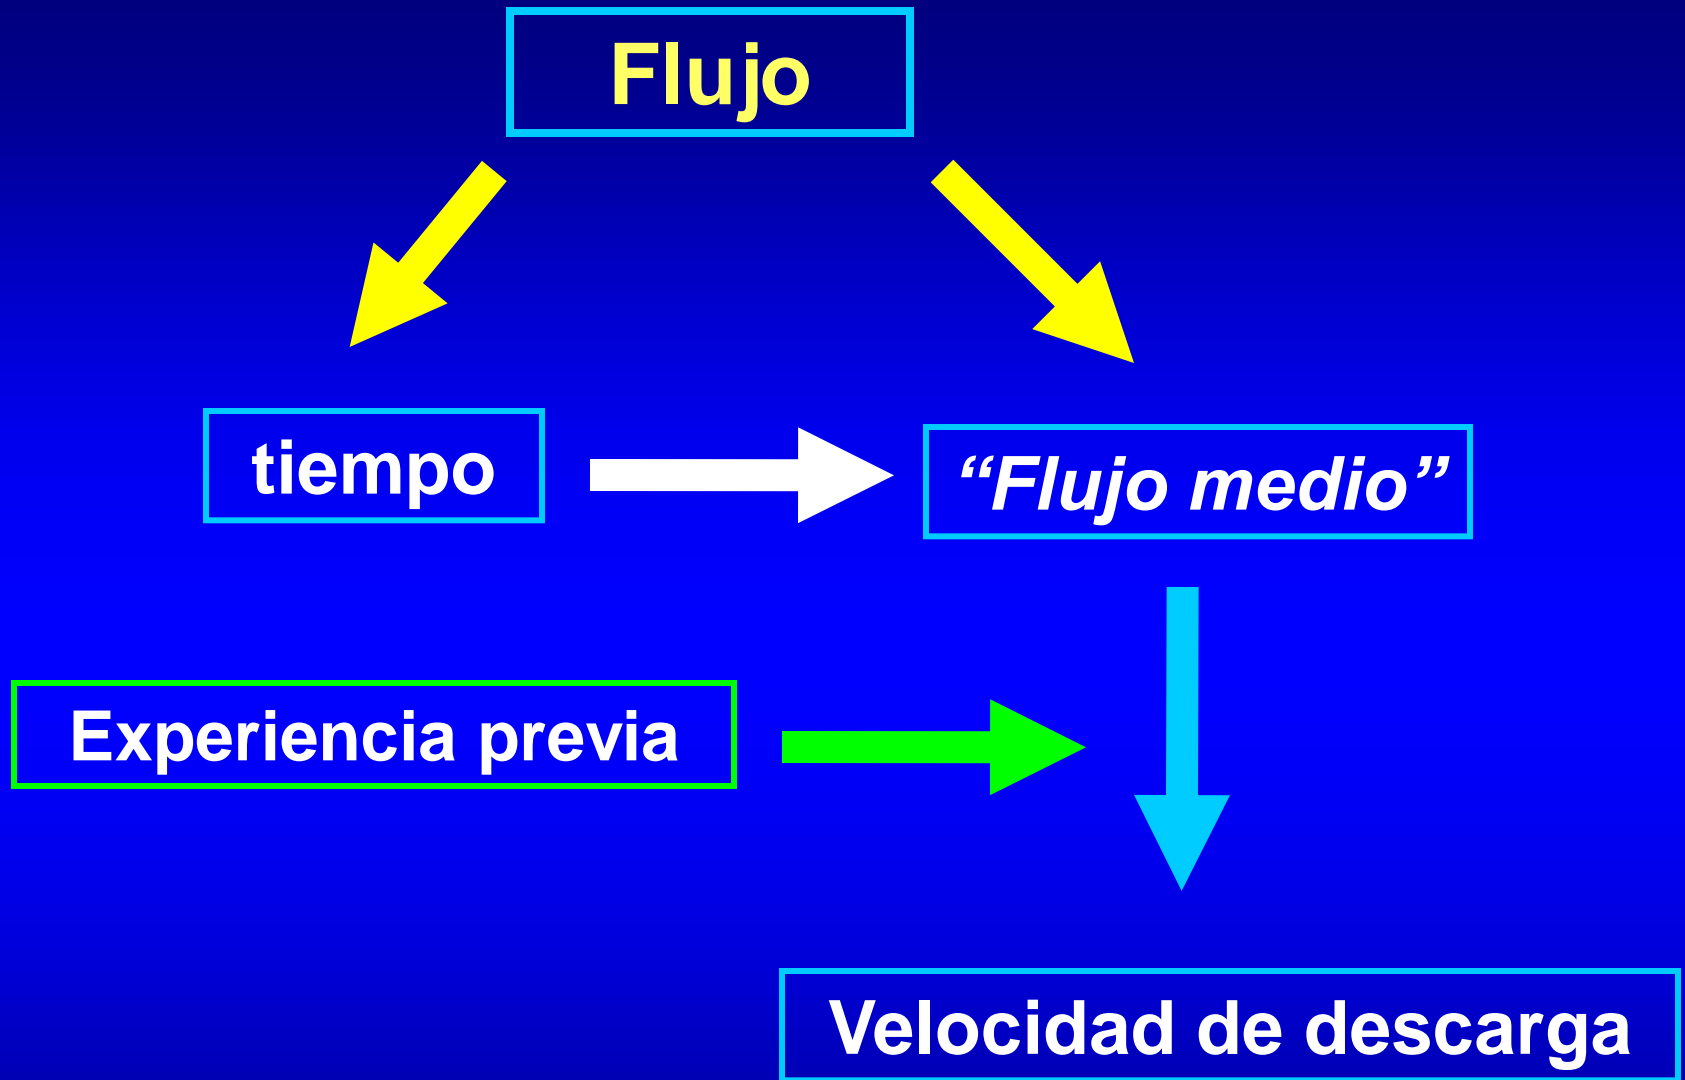 Flujo
tiempo
“Flujo medio”
Experiencia previa
Velocidad de descarga